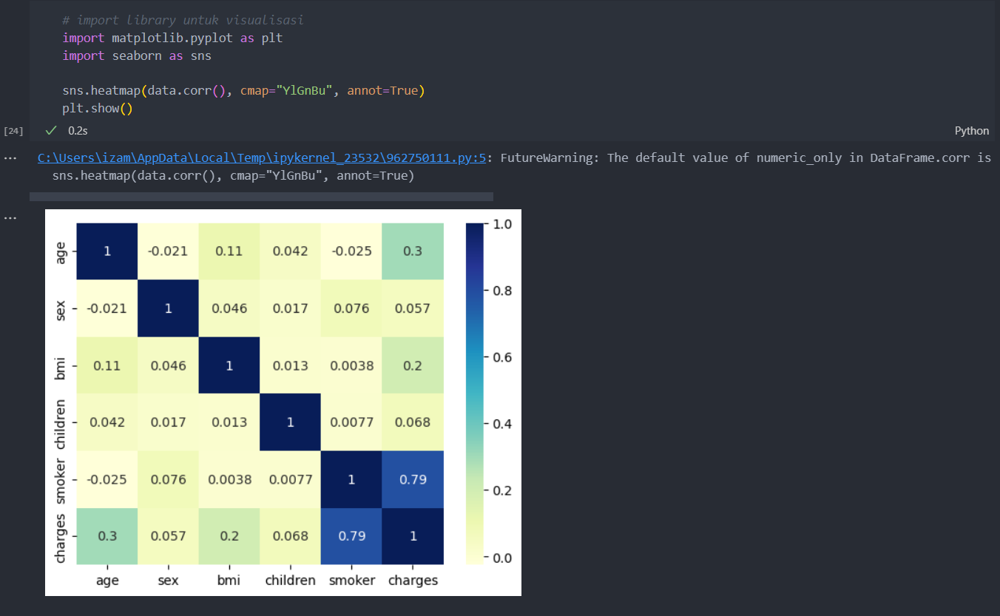 # import library untuk visualisasi
import matplotlib.pyplot as plt
import seaborn as sns
sns.heatmap(data.corr(), cmap="YlGnBu", annot=True)
plt.show()
[24] ✓ 0.2s Python
... C:\Users\izam\AppData\Local\Temp\ipykernel_23532\962750111.py:5: FutureWarning: The default value of numeric_only in DataFrame.corr is
sns.heatmap(data.corr(), cmap="YlGnBu", annot=True)
...
age 1 -0.021 0.11 0.042 -0.025 0.3
sex -0.021 1 0.046 0.017 0.076 0.057
bmi 0.11 0.046 1 0.013 0.0038 0.2
children 0.042 0.017 0.013 1 0.0077 0.068
smoker -0.025 0.076 0.0038 0.0077 1 0.79
charges 0.3 0.057 0.2 0.068 0.79 1
age sex bmi children smoker charges
1.0
0.8
0.6
0.4
0.2
0.0